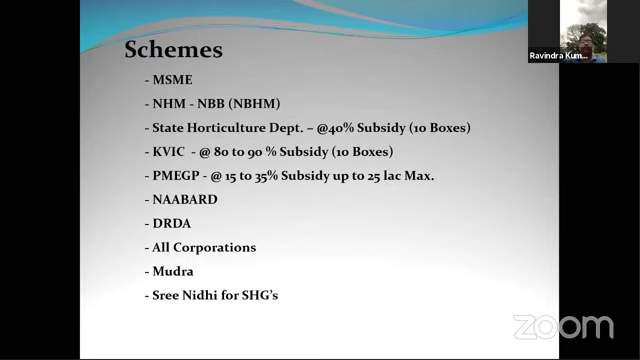 Schemes
- MSME
- NHM - NBB (NBHM)
- State Horticulture Dept. – @40% Subsidy (10 Boxes)
- KVIC - @ 80 to 90 % Subsidy (10 Boxes)
- PMEGP - @ 15 to 35% Subsidy up to 25 lac Max.
- NAABARD
- DRDA
- All Corporations
- Mudra
- Sree Nidhi for SHG's
Ravindra Kum...
zoom